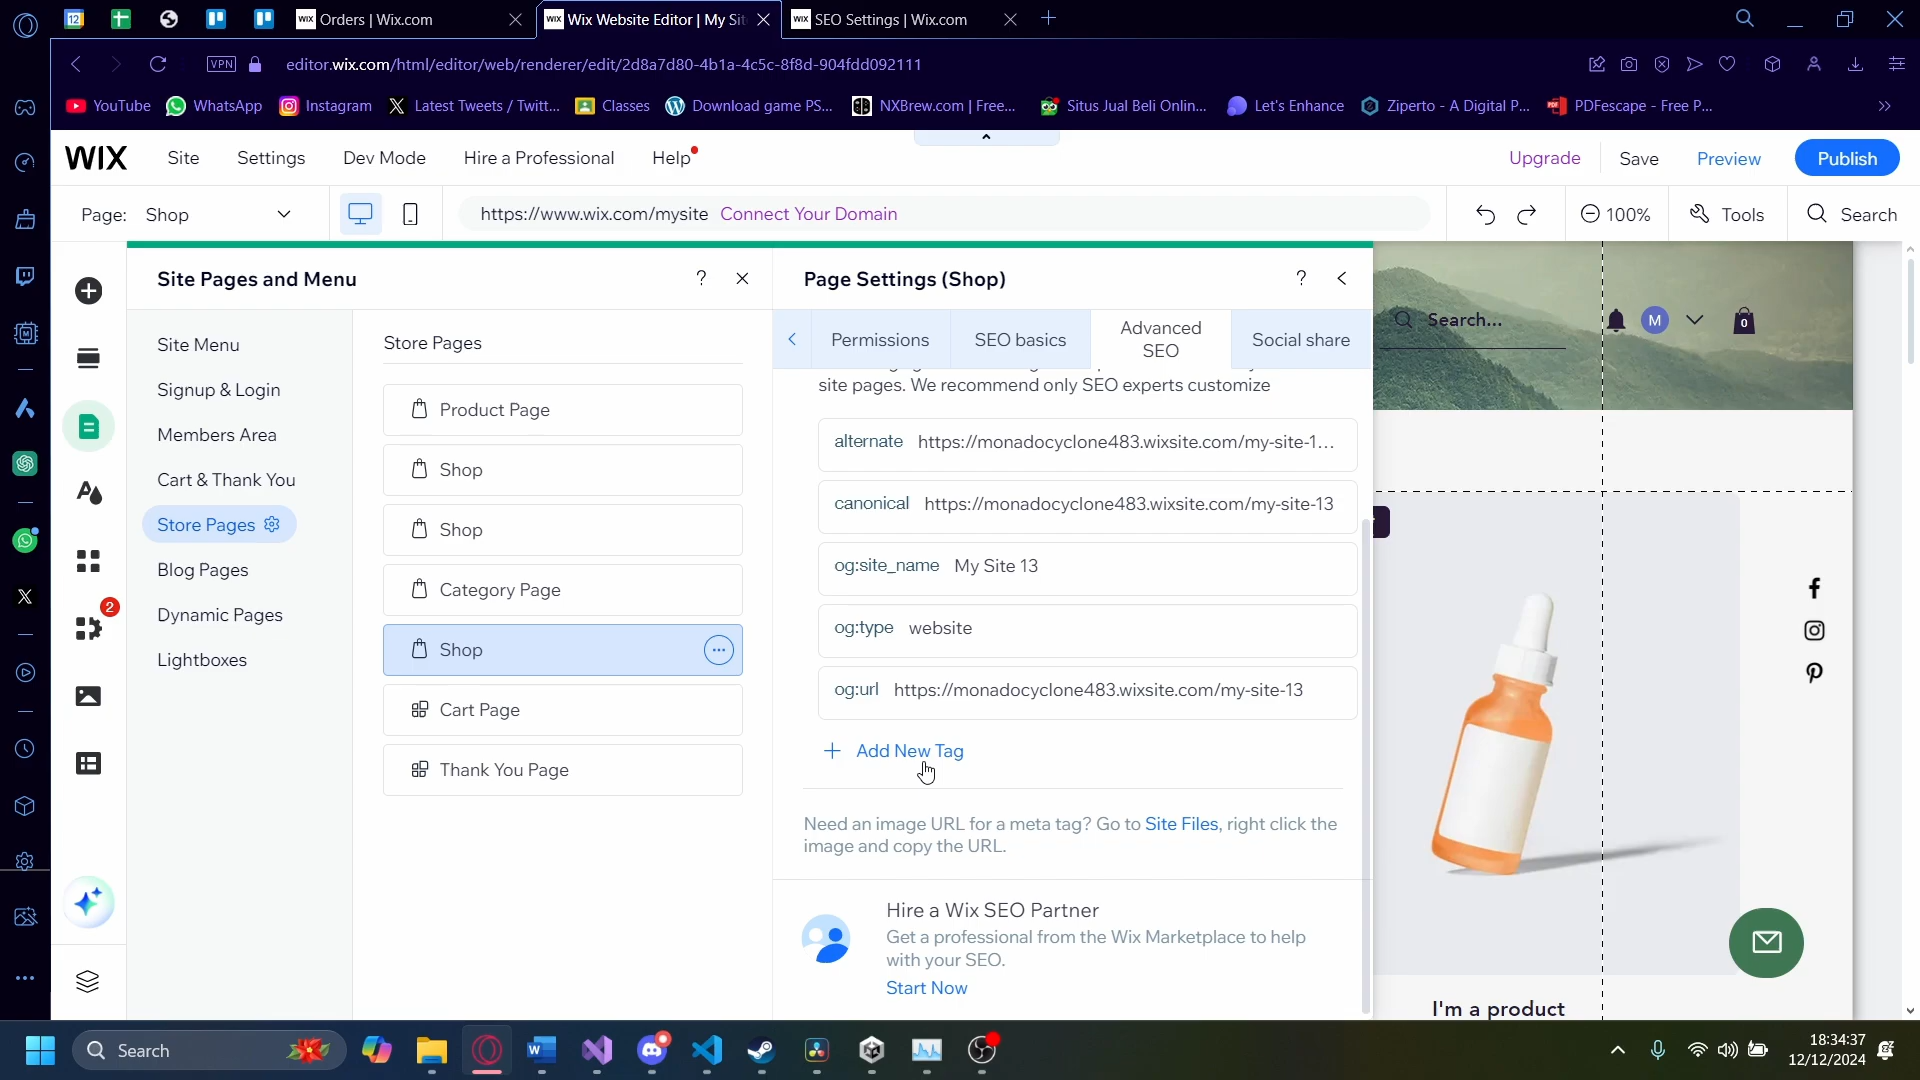 Orders | Wix.com
Wix Website Editor | My Si
SEO Settings | Wix.com
VPN
editor.wix.com/html/editor/web/renderer/edit/2d8a7d80-4b1a-4c5c-8f8d-904fdd092111
YouTube
WhatsApp
Instagram
Latest Tweets / Twitt...
Classes
Download game PS...
NXBrew.com | Free...
Situs Jual Beli Onlin...
Let's Enhance
Ziperto - A Digital P...
PDFescape - Free P...
WIX
Site
Settings
Dev Mode
Hire a Professional
Help
Upgrade
Save
Preview
Publish
Page: Shop
https://www.wix.com/mysite Connect Your Domain
100%
Tools
Search
Site Pages and Menu
?
Page Settings (Shop)
?
Site Menu
Signup & Login
Members Area
Cart & Thank You
Store Pages
Blog Pages
Dynamic Pages
Lightboxes
2
Store Pages
Product Page
Shop
Shop
Category Page
Shop
Cart Page
Thank You Page
Permissions
SEO basics
Advanced
SEO
Social share
site pages. We recommend only SEO experts customize
alternate https://monadocyclone483.wixsite.com/my-site-1...
canonical https://monadocyclone483.wixsite.com/my-site-13
og:site_name My Site 13
og:type website
og:url https://monadocyclone483.wixsite.com/my-site-13
+ Add New Tag
Need an image URL for a meta tag? Go to Site Files, right click the
image and copy the URL.
Hire a Wix SEO Partner
Get a professional from the Wix Marketplace to help
with your SEO.
Start Now
Search...
M
0
I'm a product
Search
18:34:37
12/12/2024